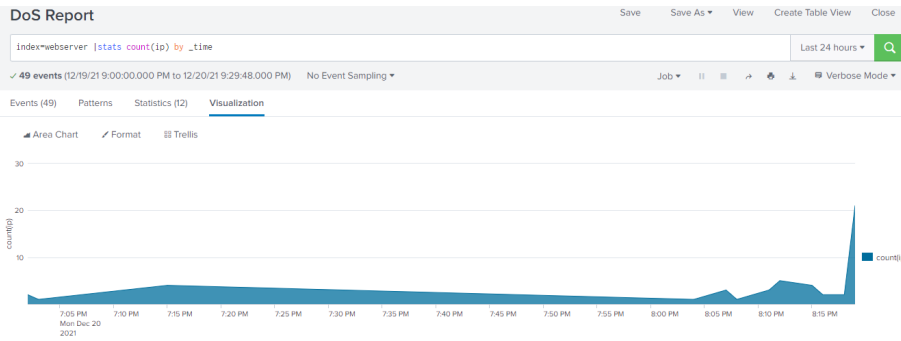 DoS Report
Save Save As View Create Table View Close
index=webserver |stats count(ip) by _time
Last 24 hours
49 events (12/19/21 9:00:00.000 PM to 12/20/21 9:29:48.000 PM) No Event Sampling
Job Verbose Mode
Events (49) Patterns Statistics (12) Visualization
Area Chart Format Trellis
30
20
10
count(ip)
count(i
7:05 PM 7:10 PM 7:15 PM 7:20 PM 7:25 PM 7:30 PM 7:35 PM 7:40 PM 7:45 PM 7:50 PM 7:55 PM 8:00 PM 8:05 PM 8:10 PM 8:15 PM
Mon Dec 20
2021